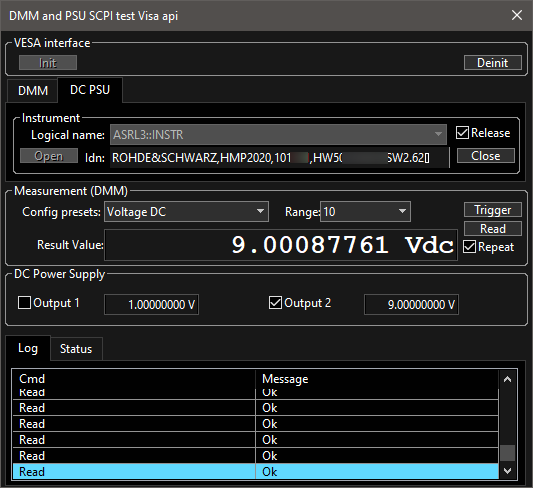 DMM and PSU SCPI test Visa api
VESA interface
Init Deinit
DMM DC PSU
Instrument
Logical name: ASRL3::INSTR Release
Open Idn: ROHDE&SCHWARZ,HMP2020,101 ,HW50 SW2.62[] Close
Measurement (DMM)
Config presets: Voltage DC Range: 10 Trigger
Read
Result Value: 9.00087761 Vdc Repeat
DC Power Supply
Output 1 1.00000000 V Output 2 9.00000000 V
Log Status
Cmd Message
Read Ok
Read Ok
Read Ok
Read Ok
Read Ok
Read Ok